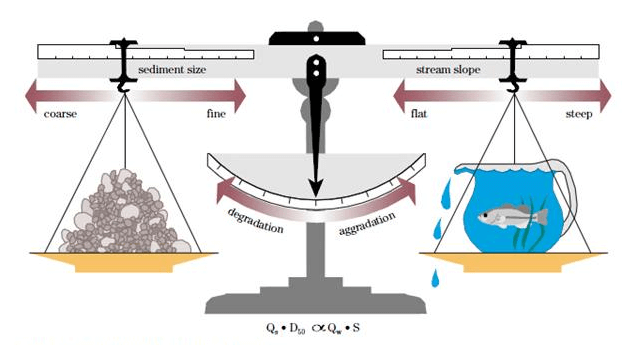 sediment size
stream slope
coarse
fine
flat
steep
degradation
aggradation
Qs • D50 ∝ Qw • S